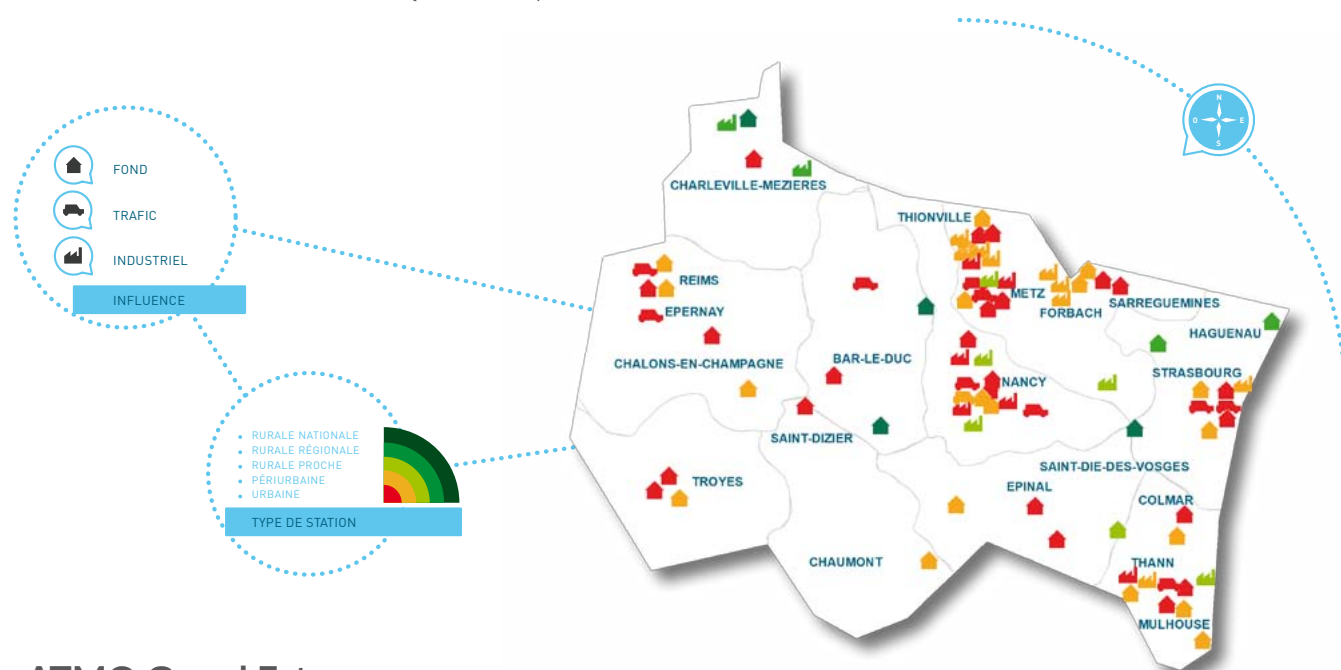 N
O E
S
FOND
TRAFIC
INDUSTRIEL
INFLUENCE
RURALE NATIONALE
RURALE RÉGIONALE
RURALE PROCHE
PÉRIURBAINE
URBAINE
TYPE DE STATION
CHARLEVILLE-MEZIERES
THIONVILLE
REIMS
METZ
SARREGUEMINES
EPERNAY
FORBACH
HAGUENAU
CHALONS-EN-CHAMPAGNE
BAR-LE-DUC
STRASBOURG
NANCY
SAINT-DIZIER
SAINT-DIE-DES-VOSGES
TROYES
EPINAL
COLMAR
CHAUMONT
THANN
MULHOUSE